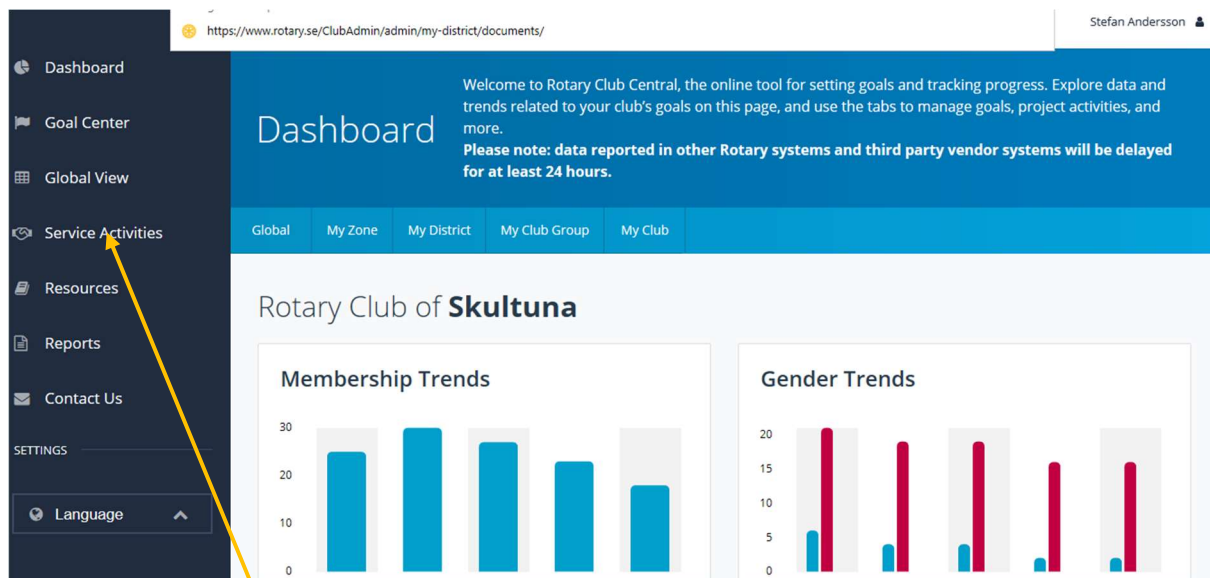 https://www.rotary.se/ClubAdmin/admin/my-district/documents/
Stefan Andersson
Dashboard
Goal Center
Global View
Service Activities
Resources
Reports
Contact Us
SETTINGS
Language
Dashboard
Welcome to Rotary Club Central, the online tool for setting goals and tracking progress. Explore data and
trends related to your club's goals on this page, and use the tabs to manage goals, project activities, and
more.
Please note: data reported in other Rotary systems and third party vendor systems will be delayed
for at least 24 hours.
Global My Zone My District My Club Group My Club
Rotary Club of Skultuna
Membership Trends
30
20
10
0
Gender Trends
20
15
10
5
0